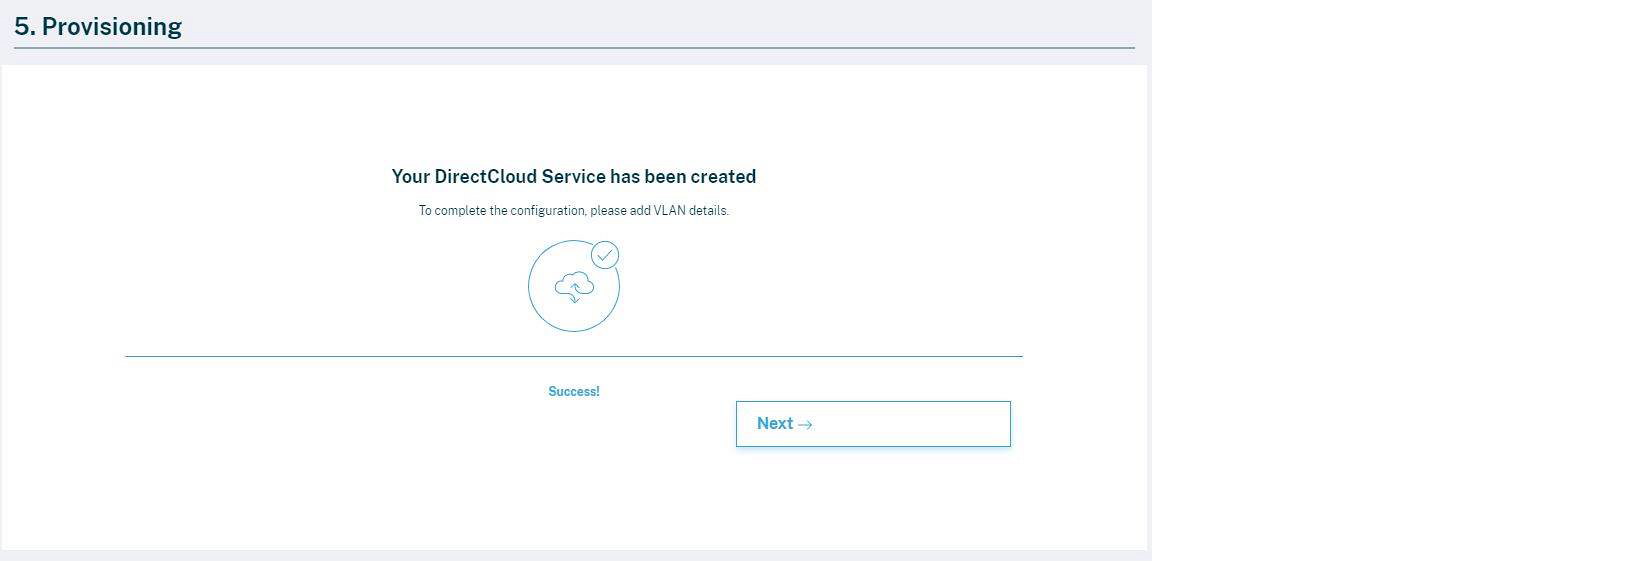 5. Provisioning
Your DirectCloud Service has been created
To complete the configuration, please add VLAN details.
Success!
Next →